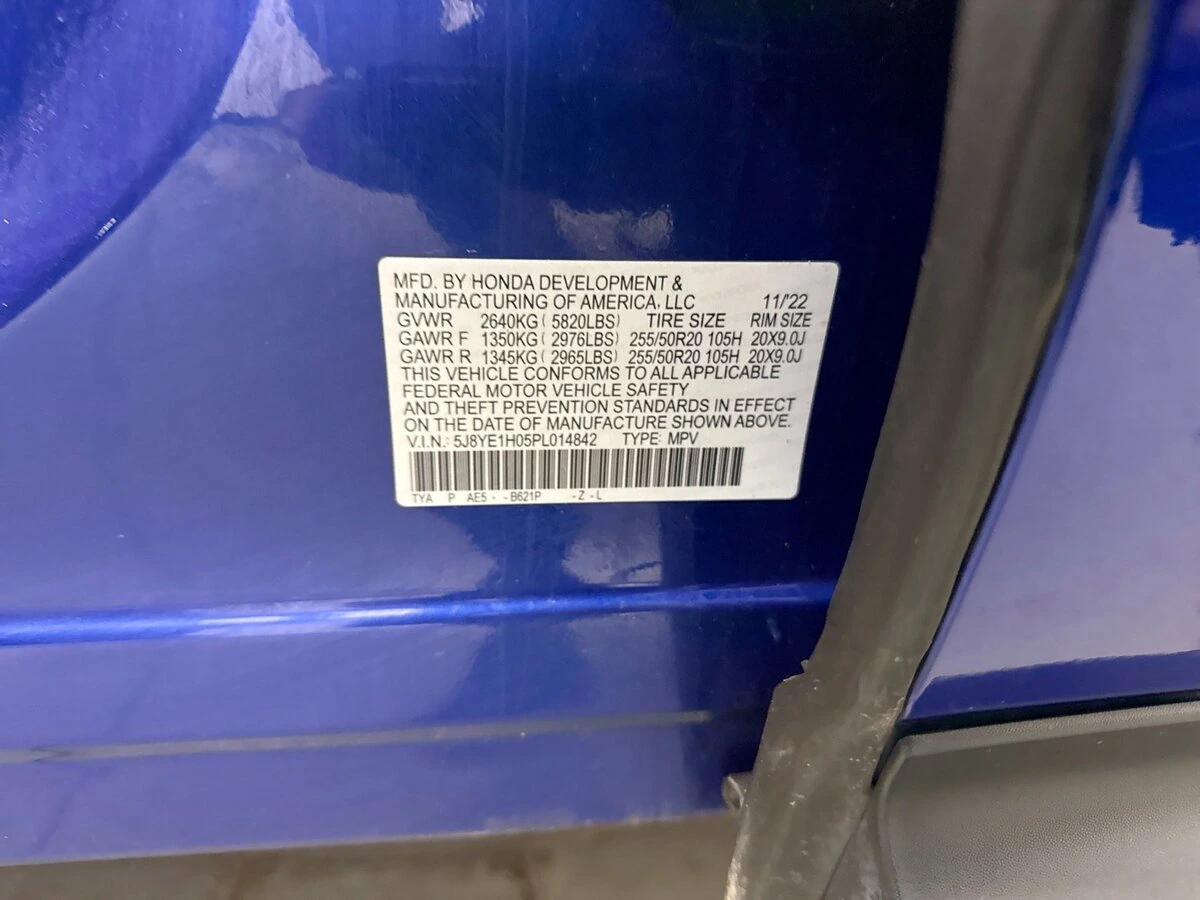 MFD. BY HONDA DEVELOPMENT &
MANUFACTURING OF AMERICA, LLC 11/'22
GVWR 2640KG ( 5820LBS) TIRE SIZE RIM SIZE
GAWR F 1350KG ( 2976LBS) 255/50R20 105H 20X9.0J
GAWR R 1345KG ( 2965LBS) 255/50R20 105H 20X9.0J
THIS VEHICLE CONFORMS TO ALL APPLICABLE
FEDERAL MOTOR VEHICLE SAFETY
AND THEFT PREVENTION STANDARDS IN EFFECT
ON THE DATE OF MANUFACTURE SHOWN ABOVE.
V.I.N.: 5J8YE1H05PL014842 TYPE: MPV
TYA P AE5 - - B621P - Z - L